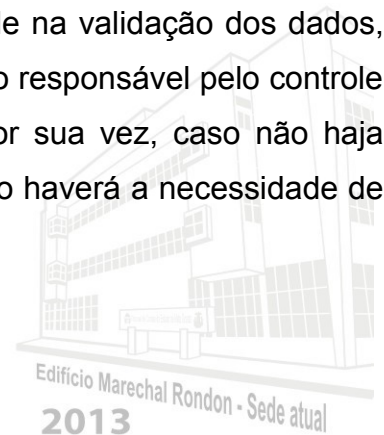 de na validação dos dados,
o responsável pelo controle
or sua vez, caso não haja
o haverá a necessidade de
Edifício Marechal Rondon - Sede atual
2013